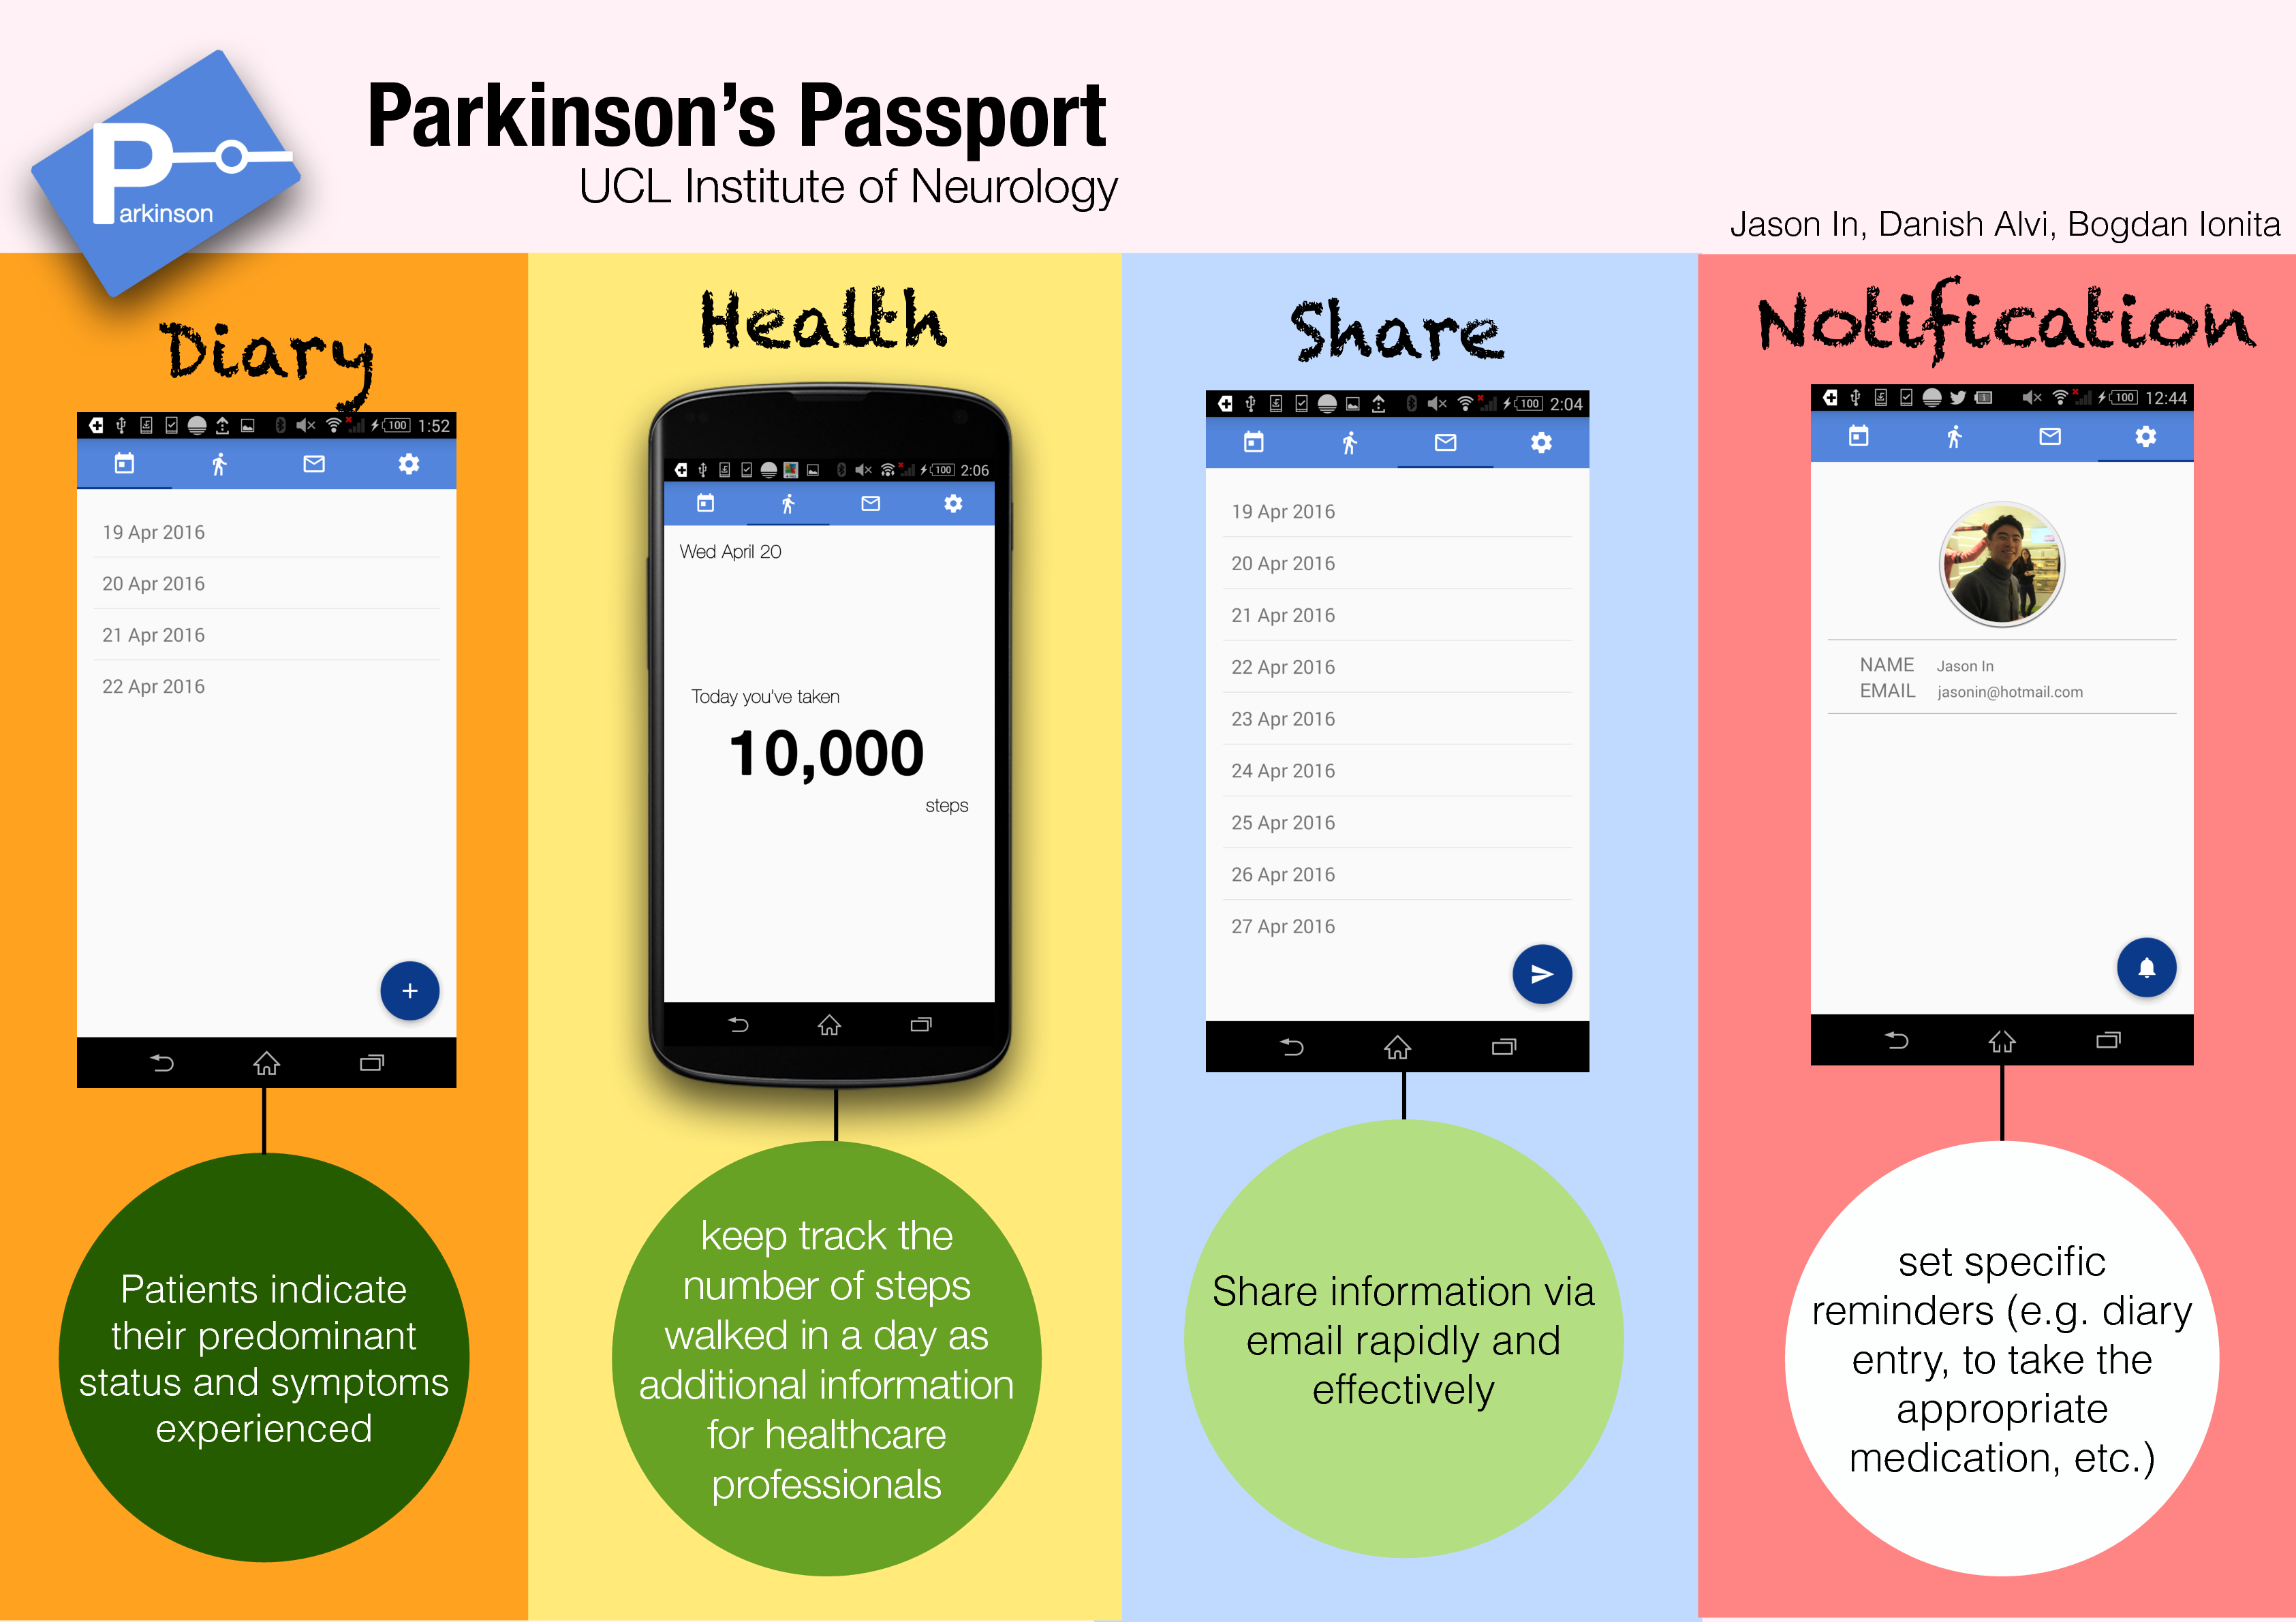 Parkinson
Parkinson's Passport
UCL Institute of Neurology
Jason In, Danish Alvi, Bogdan Ionita
Diary
100 1:52
19 Apr 2016
20 Apr 2016
21 Apr 2016
22 Apr 2016
Patients indicate
their predominant
status and symptoms
experienced
Health
100 2:06
Wed April 20
Today you've taken
10,000
steps
keep track the
number of steps
walked in a day as
additional information
for healthcare
professionals
Share
100 2:04
19 Apr 2016
20 Apr 2016
21 Apr 2016
22 Apr 2016
23 Apr 2016
24 Apr 2016
25 Apr 2016
26 Apr 2016
27 Apr 2016
Share information via
email rapidly and
effectively
Notification
100 12:44
NAME Jason In
EMAIL jasonin@hotmail.com
set specific
reminders (e.g. diary
entry, to take the
appropriate
medication, etc.)